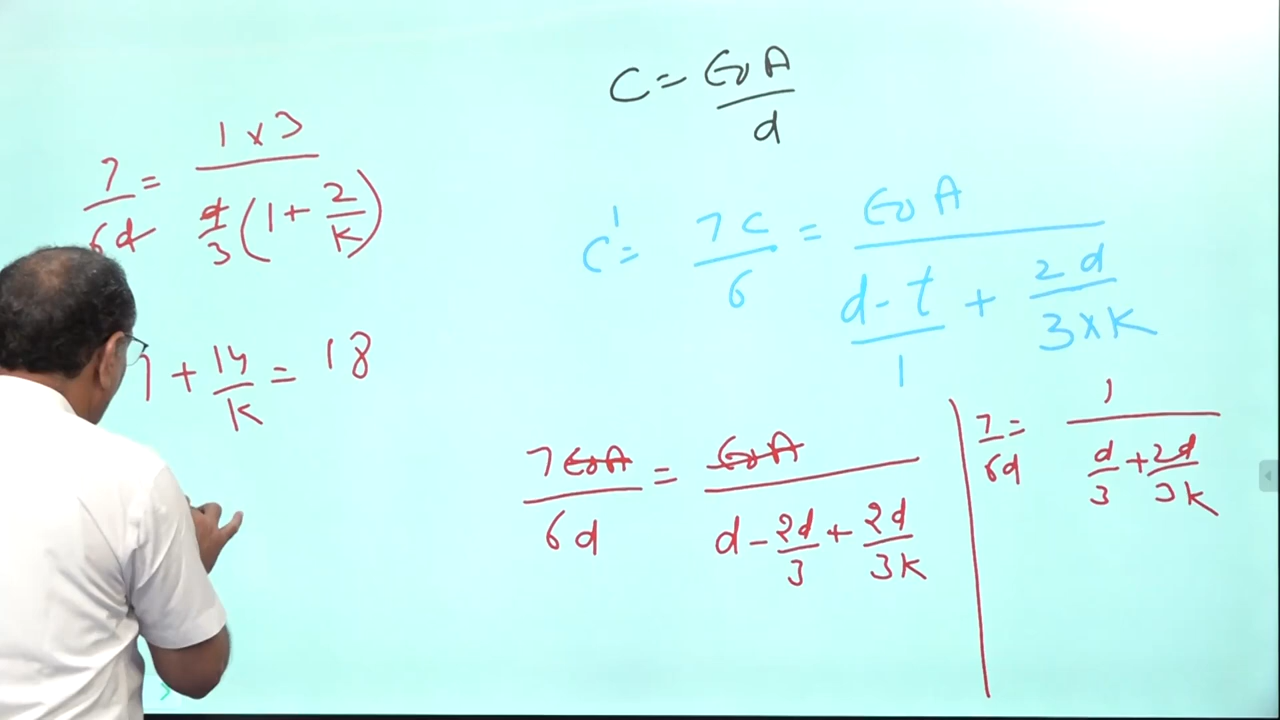 C = ε₀A / d
C' = 7C / 6 = ε₀A / ((d - t) / 1 + 2d / (3 × K))
7ε₀A / 6d = ε₀A / (d - 2d/3 + 2d/3K)
7 / 6d = 1 / (d/3 + 2d/3K)
7 / 6d = 1 × 3 / (d/3 (1 + 2/K))
7 + 14/K = 18